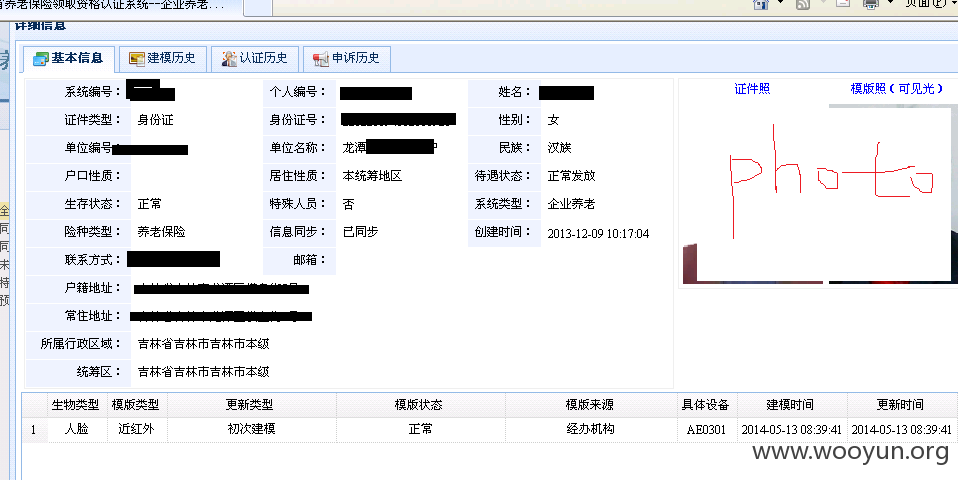 养老保险领取资格认证系统--企业养老...
页面(P)
详细信息
基本信息 建模历史 认证历史 申诉历史
系统编号： 个人编号： 姓名：
证件类型： 身份证 身份证号： 性别： 女
单位编号 单位名称： 龙潭 民族： 汉族
户口性质： 居住性质： 本统筹地区 待遇状态： 正常发放
生存状态： 正常 特殊人员： 否 系统类型： 企业养老
险种类型： 养老保险 信息同步： 已同步 创建时间： 2013-12-09 10:17:04
联系方式： 邮箱：
户籍地址：
常住地址：
所属行政区域： 吉林省吉林市吉林市本级
统筹区： 吉林省吉林市吉林市本级
证件照 模版照（可见光）
photo
全
同
同
未
特
预
生物类型 模版类型 更新类型 模版状态 模版来源 具体设备 建模时间 更新时间
1 人脸 近红外 初次建模 正常 经办机构 AE0301 2014-05-13 08:39:41 2014-05-13 08:39:41
www.wooyun.org